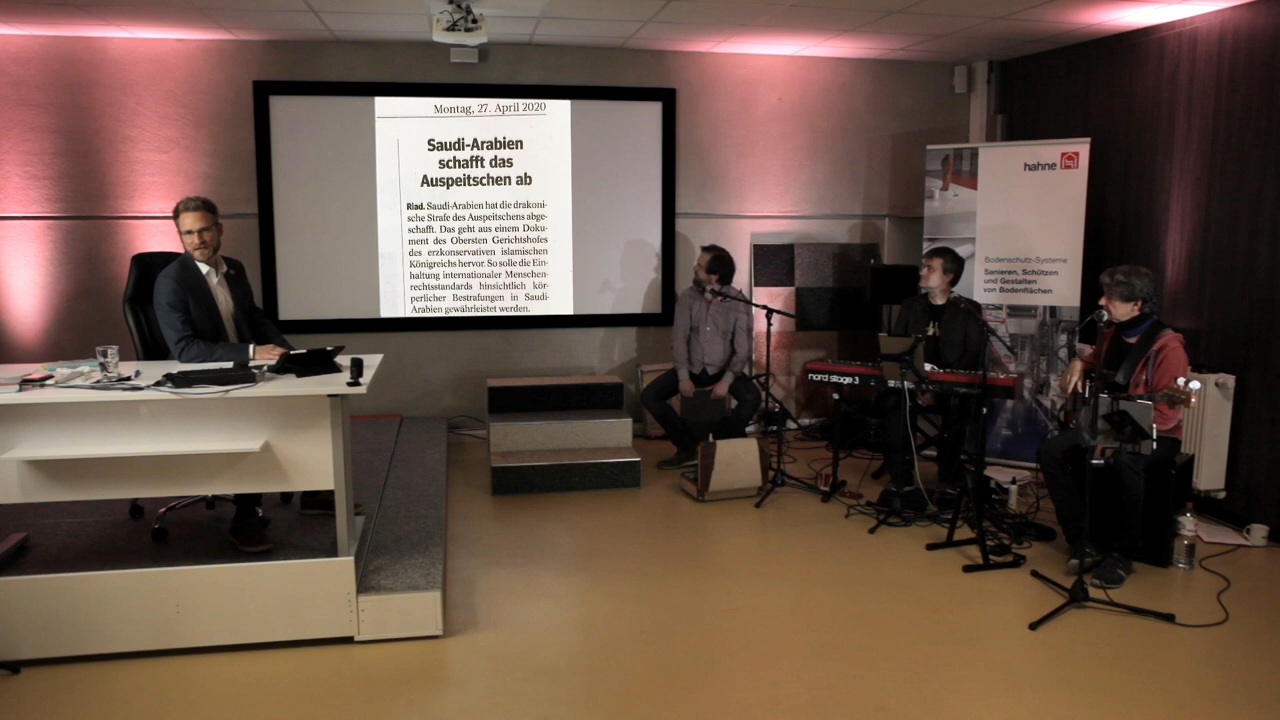 Montag, 27. April 2020
Saudi-Arabien
schafft das
Auspeitschen ab
Riad. Saudi-Arabien hat die drakoni-
sche Strafe des Auspeitschens abge-
schafft. Das geht aus einem Doku-
ment des Obersten Gerichtshofes
des erzkonservativen islamischen
Königreichs hervor. So solle die Ein-
haltung internationaler Menschen-
rechtsstandards hinsichtlich kör-
perlicher Bestrafungen in Saudi-
Arabien gewährleistet werden.
hahne
Bodenschutz-Systeme
Sanieren, Schützen
und Gestalten
von Bodenflächen
nord stage 3